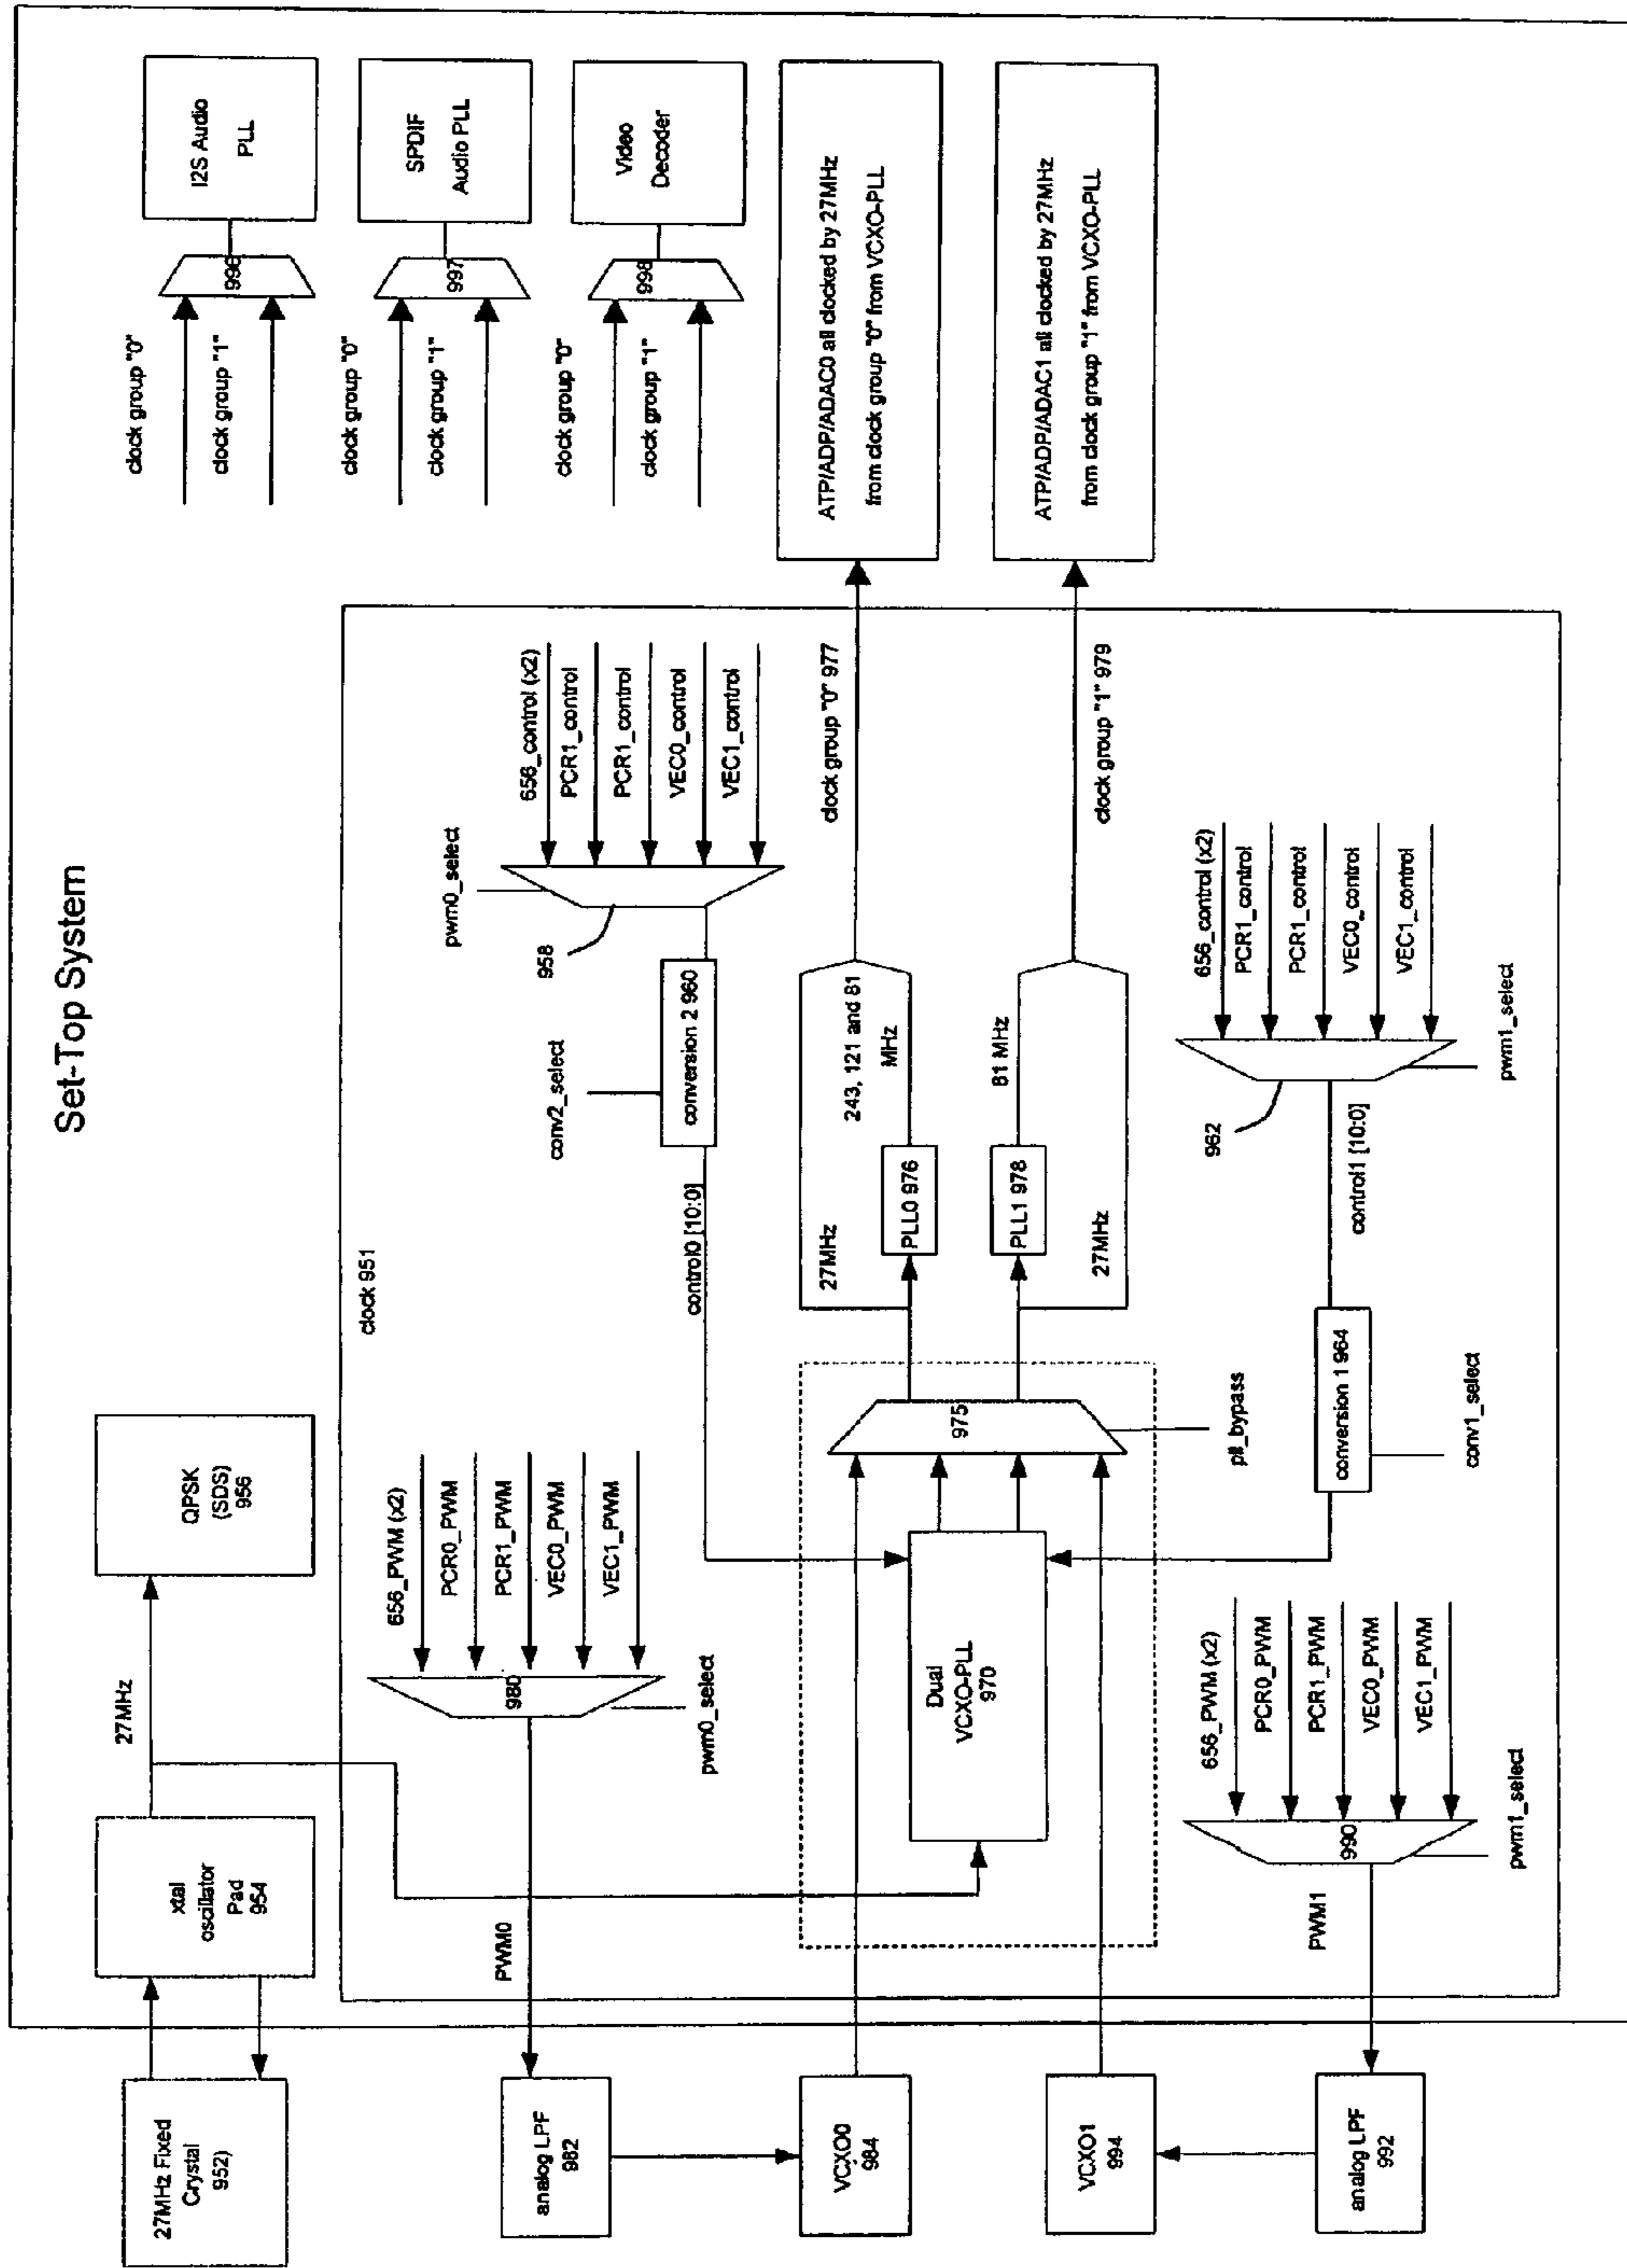 Set-Top System
27MHz Fixed
Crystal
952)
xtal
oscillator
Pad
954
27MHz
QPSK
(SDS)
956
I2S Audio
PLL
996
clock group "0"
clock group "1"
SPDIF
Audio PLL
997
clock group "0"
clock group "1"
Video
Decoder
998
clock group "0"
clock group "1"
clock 951
analog LPF
982
PWM0
980
pwm0_select
656_PWM (x2)
PCR0_PWM
PCR1_PWM
VEC0_PWM
VEC1_PWM
control0 [10:0]
conv2_select
conversion 2 960
958
pwm0_select
656_control (x2)
PCR1_control
PCR1_control
VEC0_control
VEC1_control
VCXO0
984
Dual
VCXO-PLL
970
975
pll_bypass
27MHz
PLL0 976
243, 121 and 81
MHz
clock group "0" 977
ATP/ADP/ADAC0 all clocked by 27MHz
from clock group "0" from VCXO-PLL
VCXO1
994
PLL1 978
81 MHz
27MHz
clock group "1" 979
ATP/ADP/ADAC1 all clocked by 27MHz
from clock group "1" from VCXO-PLL
analog LPF
992
PWM1
990
pwm1_select
656_PWM (x2)
PCR0_PWM
PCR1_PWM
VEC0_PWM
VEC1_PWM
conversion 1 964
conv1_select
control1 [10:0]
962
pwm1_select
656_control (x2)
PCR1_control
PCR1_control
VEC0_control
VEC1_control